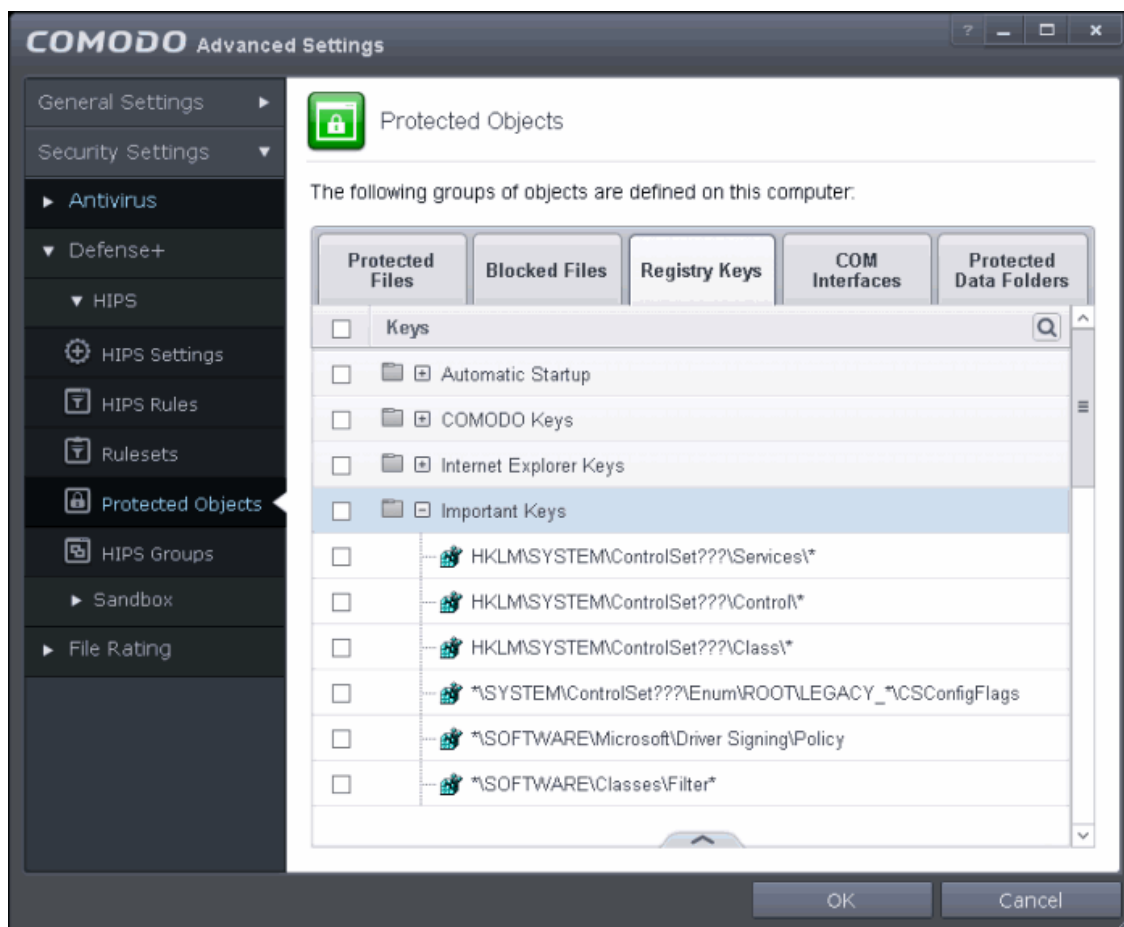 COMODO Advanced Settings
?
General Settings
Security Settings
Antivirus
Defense+
HIPS
HIPS Settings
HIPS Rules
Rulesets
Protected Objects
HIPS Groups
Sandbox
File Rating
Protected Objects
The following groups of objects are defined on this computer:
Protected Files
Blocked Files
Registry Keys
COM Interfaces
Protected Data Folders
Keys
Automatic Startup
COMODO Keys
Internet Explorer Keys
Important Keys
HKLM\SYSTEM\ControlSet???\Services\*
HKLM\SYSTEM\ControlSet???\Control\*
HKLM\SYSTEM\ControlSet???\Class\*
*\SYSTEM\ControlSet???\Enum\ROOT\LEGACY_*\CSConfigFlags
*\SOFTWARE\Microsoft\Driver Signing\Policy
*\SOFTWARE\Classes\Filter*
OK
Cancel